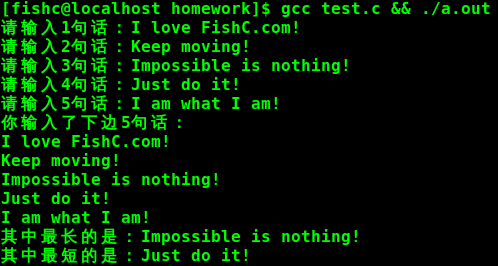 [fishc@localhost homework]$ gcc test.c && ./a.out
请输入1句话：I love FishC.com!
请输入2句话：Keep moving!
请输入3句话：Impossible is nothing!
请输入4句话：Just do it!
请输入5句话：I am what I am!
你输入了下边5句话：
I love FishC.com!
Keep moving!
Impossible is nothing!
Just do it!
I am what I am!
其中最长的是：Impossible is nothing!
其中最短的是：Just do it!